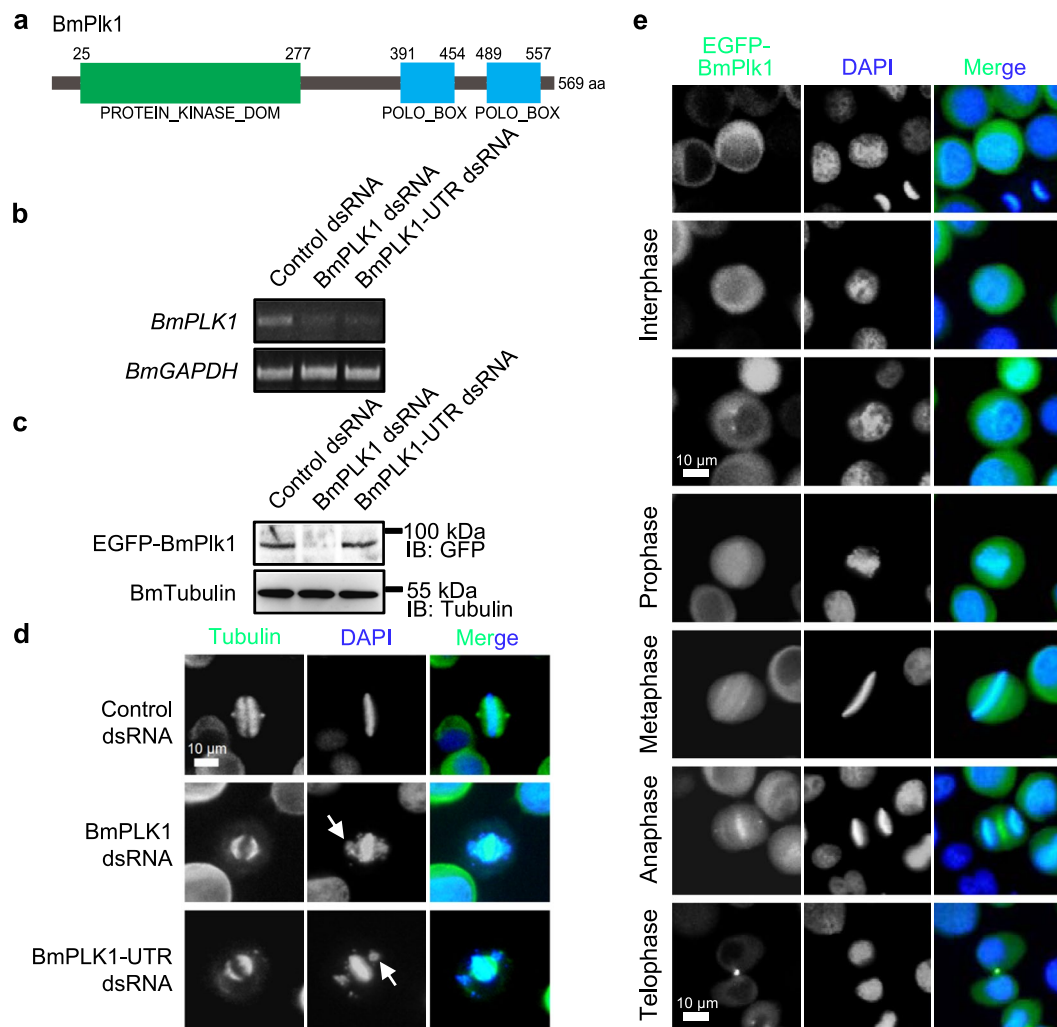 a
BmPlk1
25 277 391 454 489 557
569 aa
PROTEIN_KINASE_DOM POLO_BOX POLO_BOX
b
Control dsRNA
BmPLK1 dsRNA
BmPLK1-UTR dsRNA
BmPLK1
BmGAPDH
c
Control dsRNA
BmPLK1 dsRNA
BmPLK1-UTR dsRNA
EGFP-BmPlk1
100 kDa
IB: GFP
BmTubulin
55 kDa
IB: Tubulin
d
Tubulin DAPI Merge
Control
dsRNA
10 µm
BmPLK1
dsRNA
BmPLK1-UTR
dsRNA
e
EGFP-
BmPlk1
DAPI Merge
Interphase
10 µm
Prophase
Metaphase
Anaphase
Telophase
10 µm